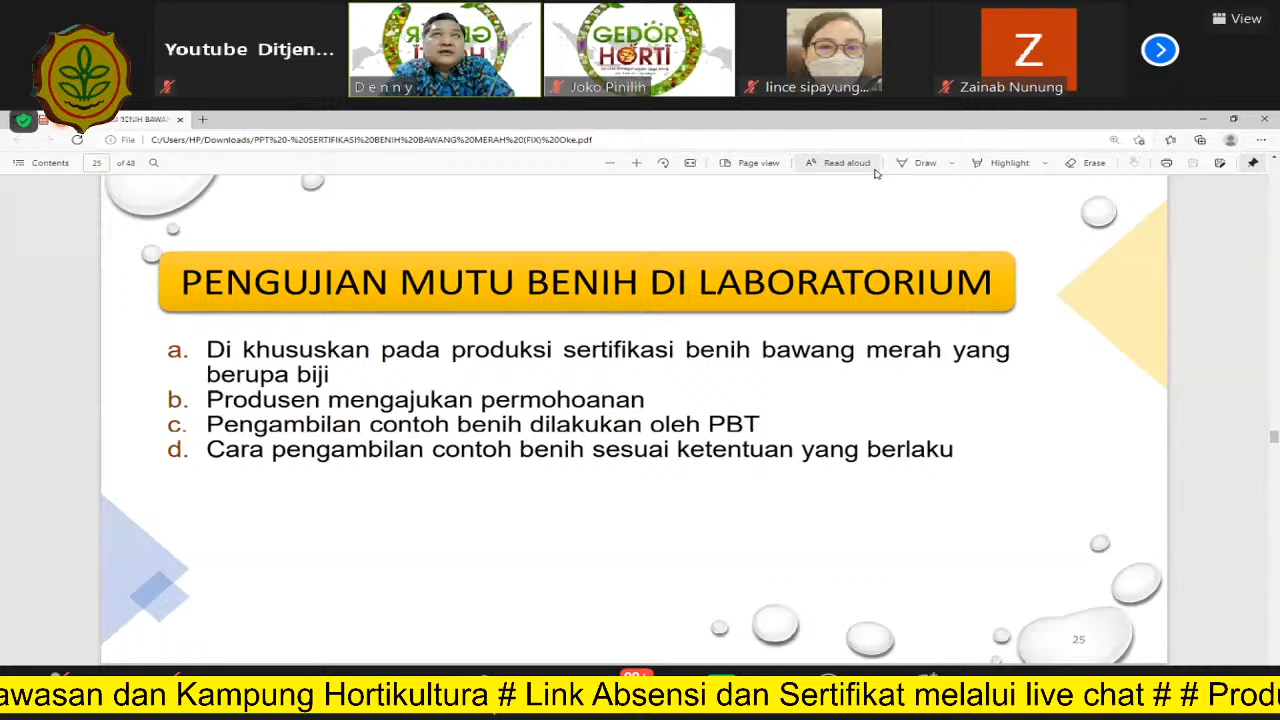 View
Youtube Ditjen...
Denny
GEDOR
HORTI
Joko Pinilih
lince sipayung...
Z
Zainab Nunung
BENIH BAWAN
File
C:/Users/HP/Downloads/PPT%20-%20SERTIFIKASI%20BENIH%20BAWANG%20MERAH%20(FIX)%20Oke.pdf
Contents 25 of 48
Page view
Read aloud
Draw
Highlight
Erase
PENGUJIAN MUTU BENIH DI LABORATORIUM
a. Di khususkan pada produksi sertifikasi benih bawang merah yang
berupa biji
b. Produsen mengajukan permohoanan
c. Pengambilan contoh benih dilakukan oleh PBT
d. Cara pengambilan contoh benih sesuai ketentuan yang berlaku
25
awasan dan Kampung Hortikultura # Link Absensi dan Sertifikat melalui live chat # # Prod